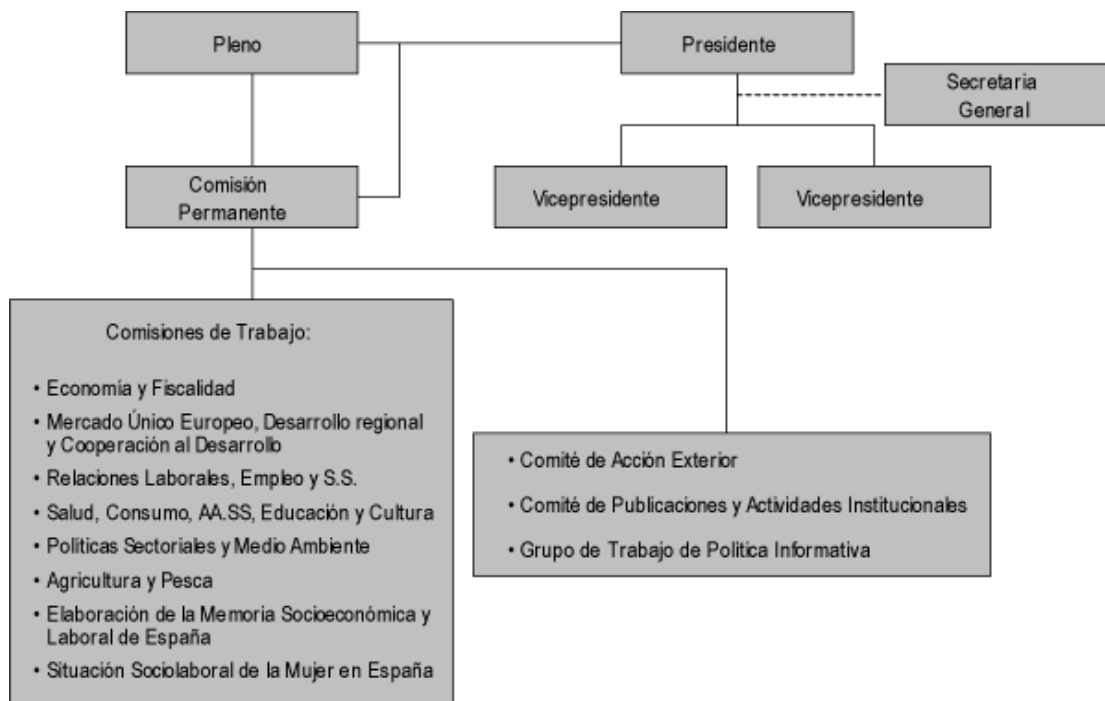 Pleno
Presidente
Secretaria
General
Comisión
Permanente
Vicepresidente
Vicepresidente
Comisiones de Trabajo:
• Economía y Fiscalidad
• Mercado Único Europeo, Desarrollo regional
y Cooperación al Desarrollo
• Relaciones Laborales, Empleo y S.S.
• Salud, Consumo, AA.SS, Educación y Cultura
• Políticas Sectoriales y Medio Ambiente
• Agricultura y Pesca
• Elaboración de la Memoria Socioeconómica y
Laboral de España
• Situación Sociolaboral de la Mujer en España
• Comité de Acción Exterior
• Comité de Publicaciones y Actividades Institucionales
• Grupo de Trabajo de Política Informativa